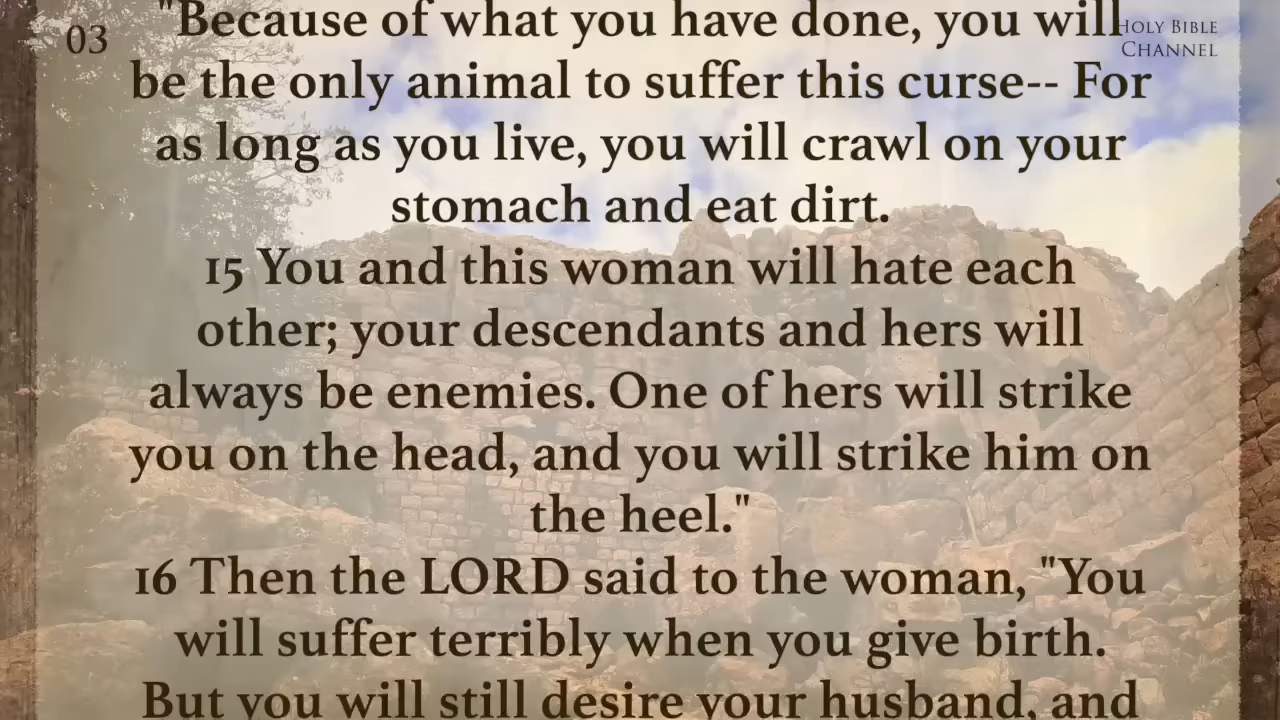 03
HOLY BIBLE
CHANNEL
"Because of what you have done, you will
be the only animal to suffer this curse-- For
as long as you live, you will crawl on your
stomach and eat dirt.
15 You and this woman will hate each
other; your descendants and hers will
always be enemies. One of hers will strike
you on the head, and you will strike him on
the heel."
16 Then the LORD said to the woman, "You
will suffer terribly when you give birth.
But you will still desire your husband, and